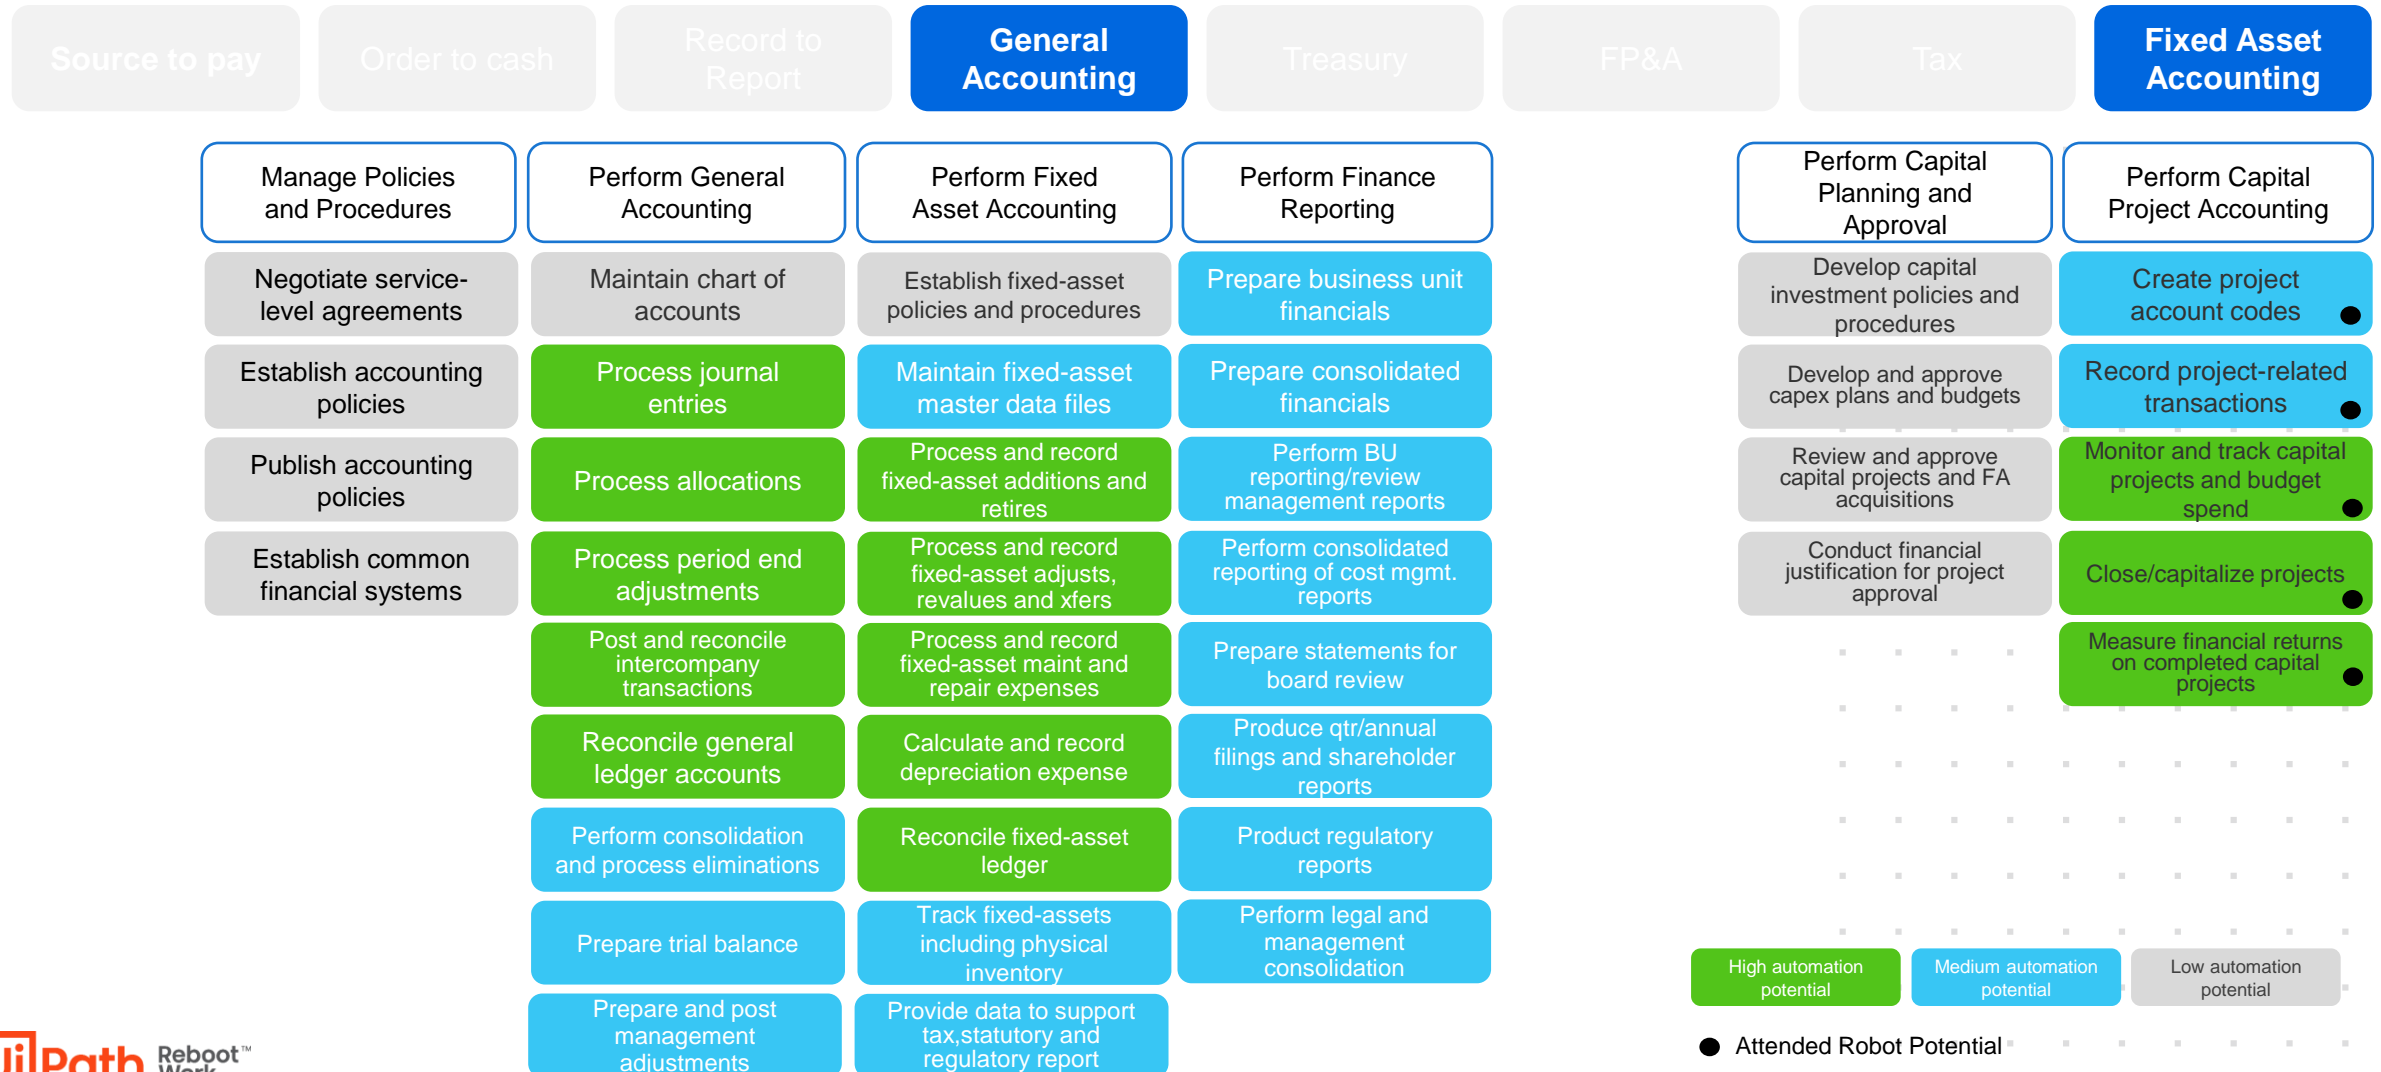 Source to pay
Order to cash
Record to
Report
General
Accounting
Treasury
FP&A
Tax
Fixed Asset
Accounting
Manage Policies
and Procedures
Negotiate service-
level agreements
Establish accounting
policies
Publish accounting
policies
Establish common
financial systems
Perform General
Accounting
Maintain chart of
accounts
Process journal
entries
Process allocations
Process period end
adjustments
Post and reconcile
intercompany
transactions
Reconcile general
ledger accounts
Perform consolidation
and process eliminations
Prepare trial balance
Prepare and post
management
adjustments
Perform Fixed
Asset Accounting
Establish fixed-asset
policies and procedures
Maintain fixed-asset
master data files
Process and record
fixed-asset additions and
retires
Process and record
fixed-asset adjusts,
revalues and xfers
Process and record
fixed-asset maint and
repair expenses
Calculate and record
depreciation expense
Reconcile fixed-asset
ledger
Track fixed-assets
including physical
inventory
Provide data to support
tax,statutory and
regulatory report
Perform Finance
Reporting
Prepare business unit
financials
Prepare consolidated
financials
Perform BU
reporting/review
management reports
Perform consolidated
reporting of cost mgmt.
reports
Prepare statements for
board review
Produce qtr/annual
filings and shareholder
reports
Product regulatory
reports
Perform legal and
management
consolidation
Perform Capital
Planning and
Approval
Develop capital
investment policies and
procedures
Develop and approve
capex plans and budgets
Review and approve
capital projects and FA
acquisitions
Conduct financial
justification for project
approval
Perform Capital
Project Accounting
Create project
account codes
Record project-related
transactions
Monitor and track capital
projects and budget
spend
Close/capitalize projects
Measure financial returns
on completed capital
projects
High automation
potential
Medium automation
potential
Low automation
potential
Attended Robot Potential
UiPath
Reboot™
Work